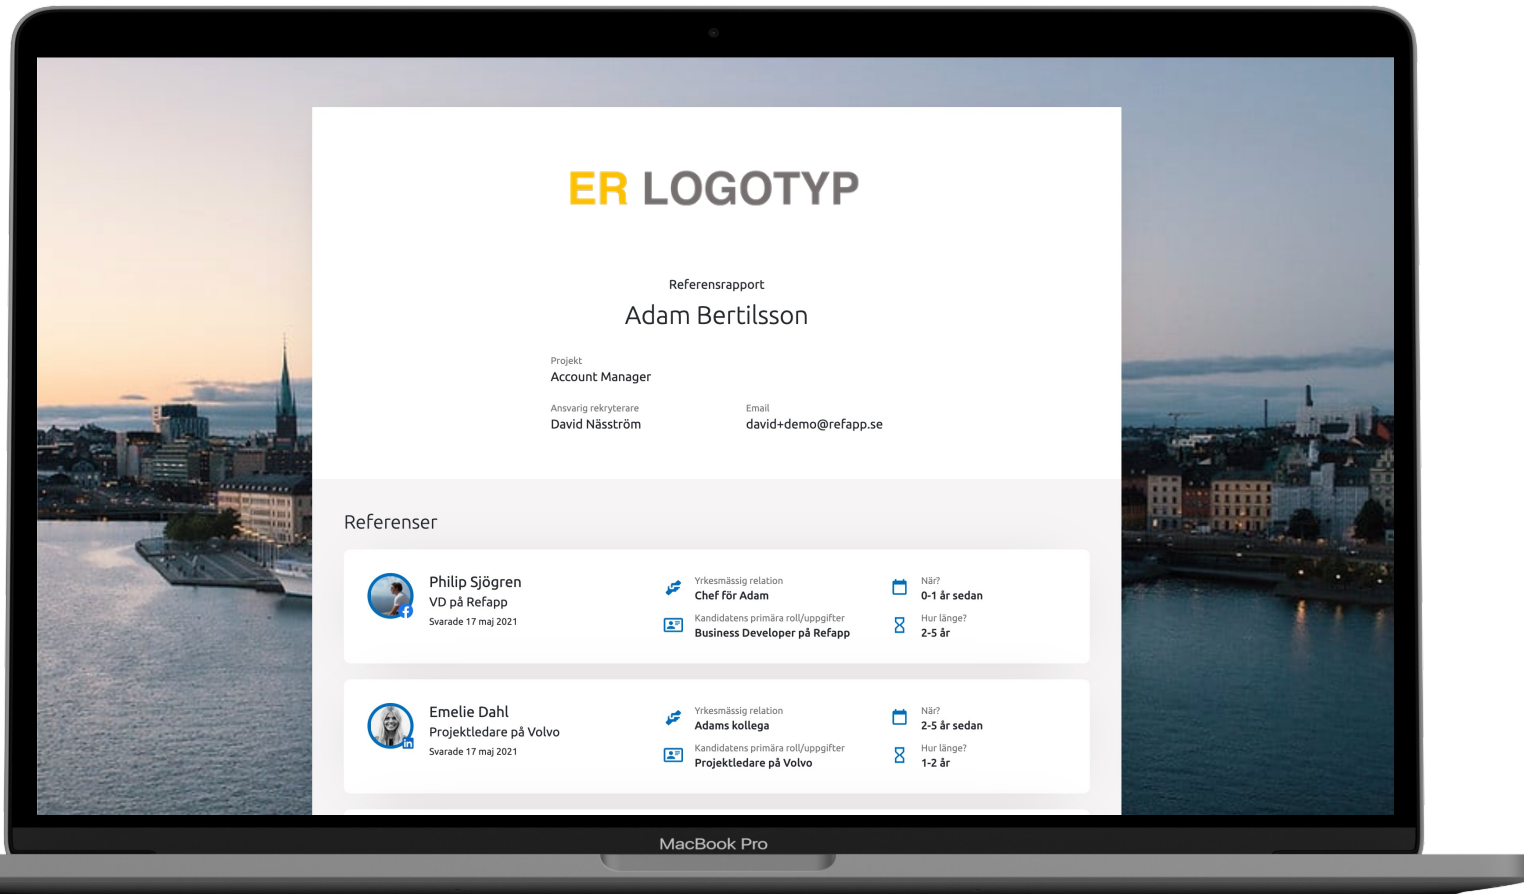 ER LOGOTYP
Referensrapport
Adam Bertilsson
Projekt
Account Manager
Ansvarig rekryterare
David Näsström
Email
david+demo@refapp.se
Referenser
Philip Sjögren
VD på Refapp
Svarade 17 maj 2021
Yrkesmässig relation
Chef för Adam
Kandidatens primära roll/uppgifter
Business Developer på Refapp
När?
0-1 år sedan
Hur länge?
2-5 år
Emelie Dahl
Projektledare på Volvo
Svarade 17 maj 2021
Yrkesmässig relation
Adams kollega
Kandidatens primära roll/uppgifter
Projektledare på Volvo
När?
2-5 år sedan
Hur länge?
1-2 år
MacBook Pro